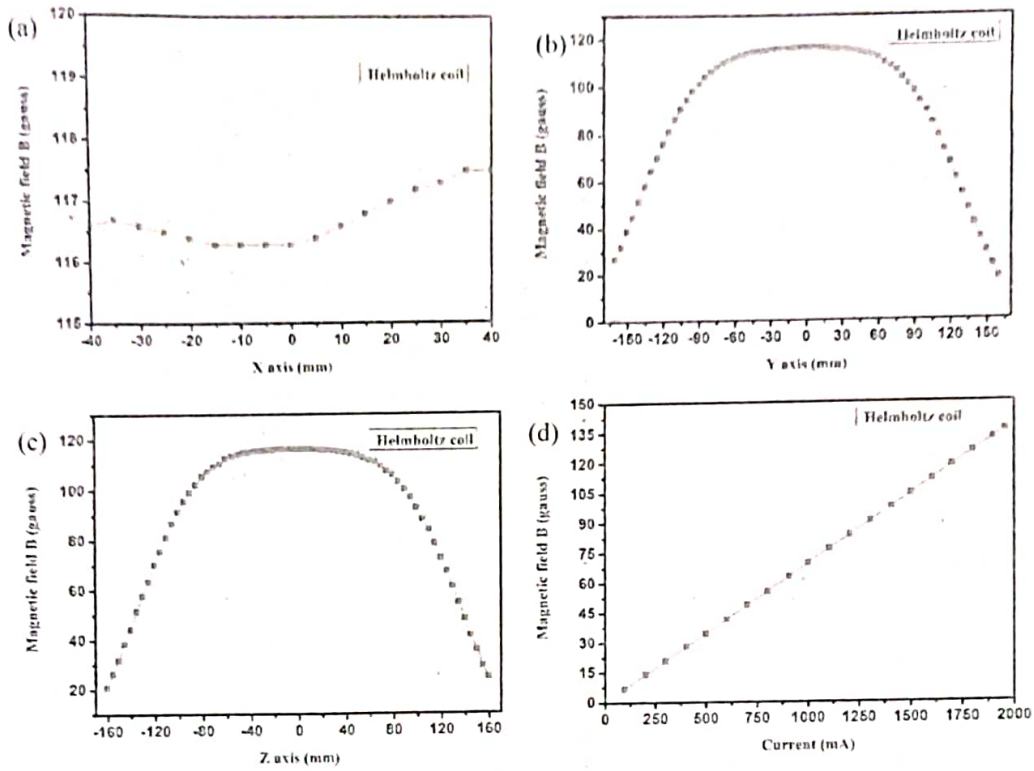 (a)
120
119
118
117
116
115
Magnetic field B (gauss)
Helmholtz coil
-40 -20 -10 0 10 20 30 40
X axis (mm)
(b)
120
100
80
60
40
20
0
Magnetic field B (gauss)
Helmholtz coil
-150 -120 -90 -60 -30 0 30 60 90 120 150
Y axis (mm)
(c)
120
100
80
60
40
20
Magnetic field B (gauss)
Helmholtz coil
-160 -120 -80 -40 0 40 80 120 160
Z axis (mm)
(d)
150
135
120
105
90
75
60
45
30
15
0
Magnetic field B (gauss)
Helmholtz coil
0 250 500 750 1000 1250 1500 1750 2000
Current (mA)